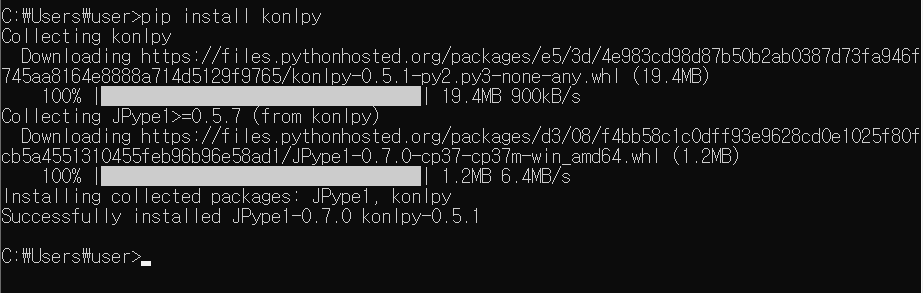 C:₩Users₩user>pip install konlpy
Collecting konlpy
  Downloading https://files.pythonhosted.org/packages/e5/3d/4e983cd98d87b50b2ab0387d73fa946f
745aa8164e8888a714d5129f9765/konlpy-0.5.1-py2.py3-none-any.whl (19.4MB)
    100% |████████████████████████████████| 19.4MB 900kB/s
Collecting JPype1>=0.5.7 (from konlpy)
  Downloading https://files.pythonhosted.org/packages/d3/08/f4bb58c1c0dff93e9628cd0e1025f80f
cb5a4551310455feb96b96e58ad1/JPype1-0.7.0-cp37-cp37m-win_amd64.whl (1.2MB)
    100% |████████████████████████████████| 1.2MB 6.4MB/s
Installing collected packages: JPype1, konlpy
Successfully installed JPype1-0.7.0 konlpy-0.5.1
C:₩Users₩user>